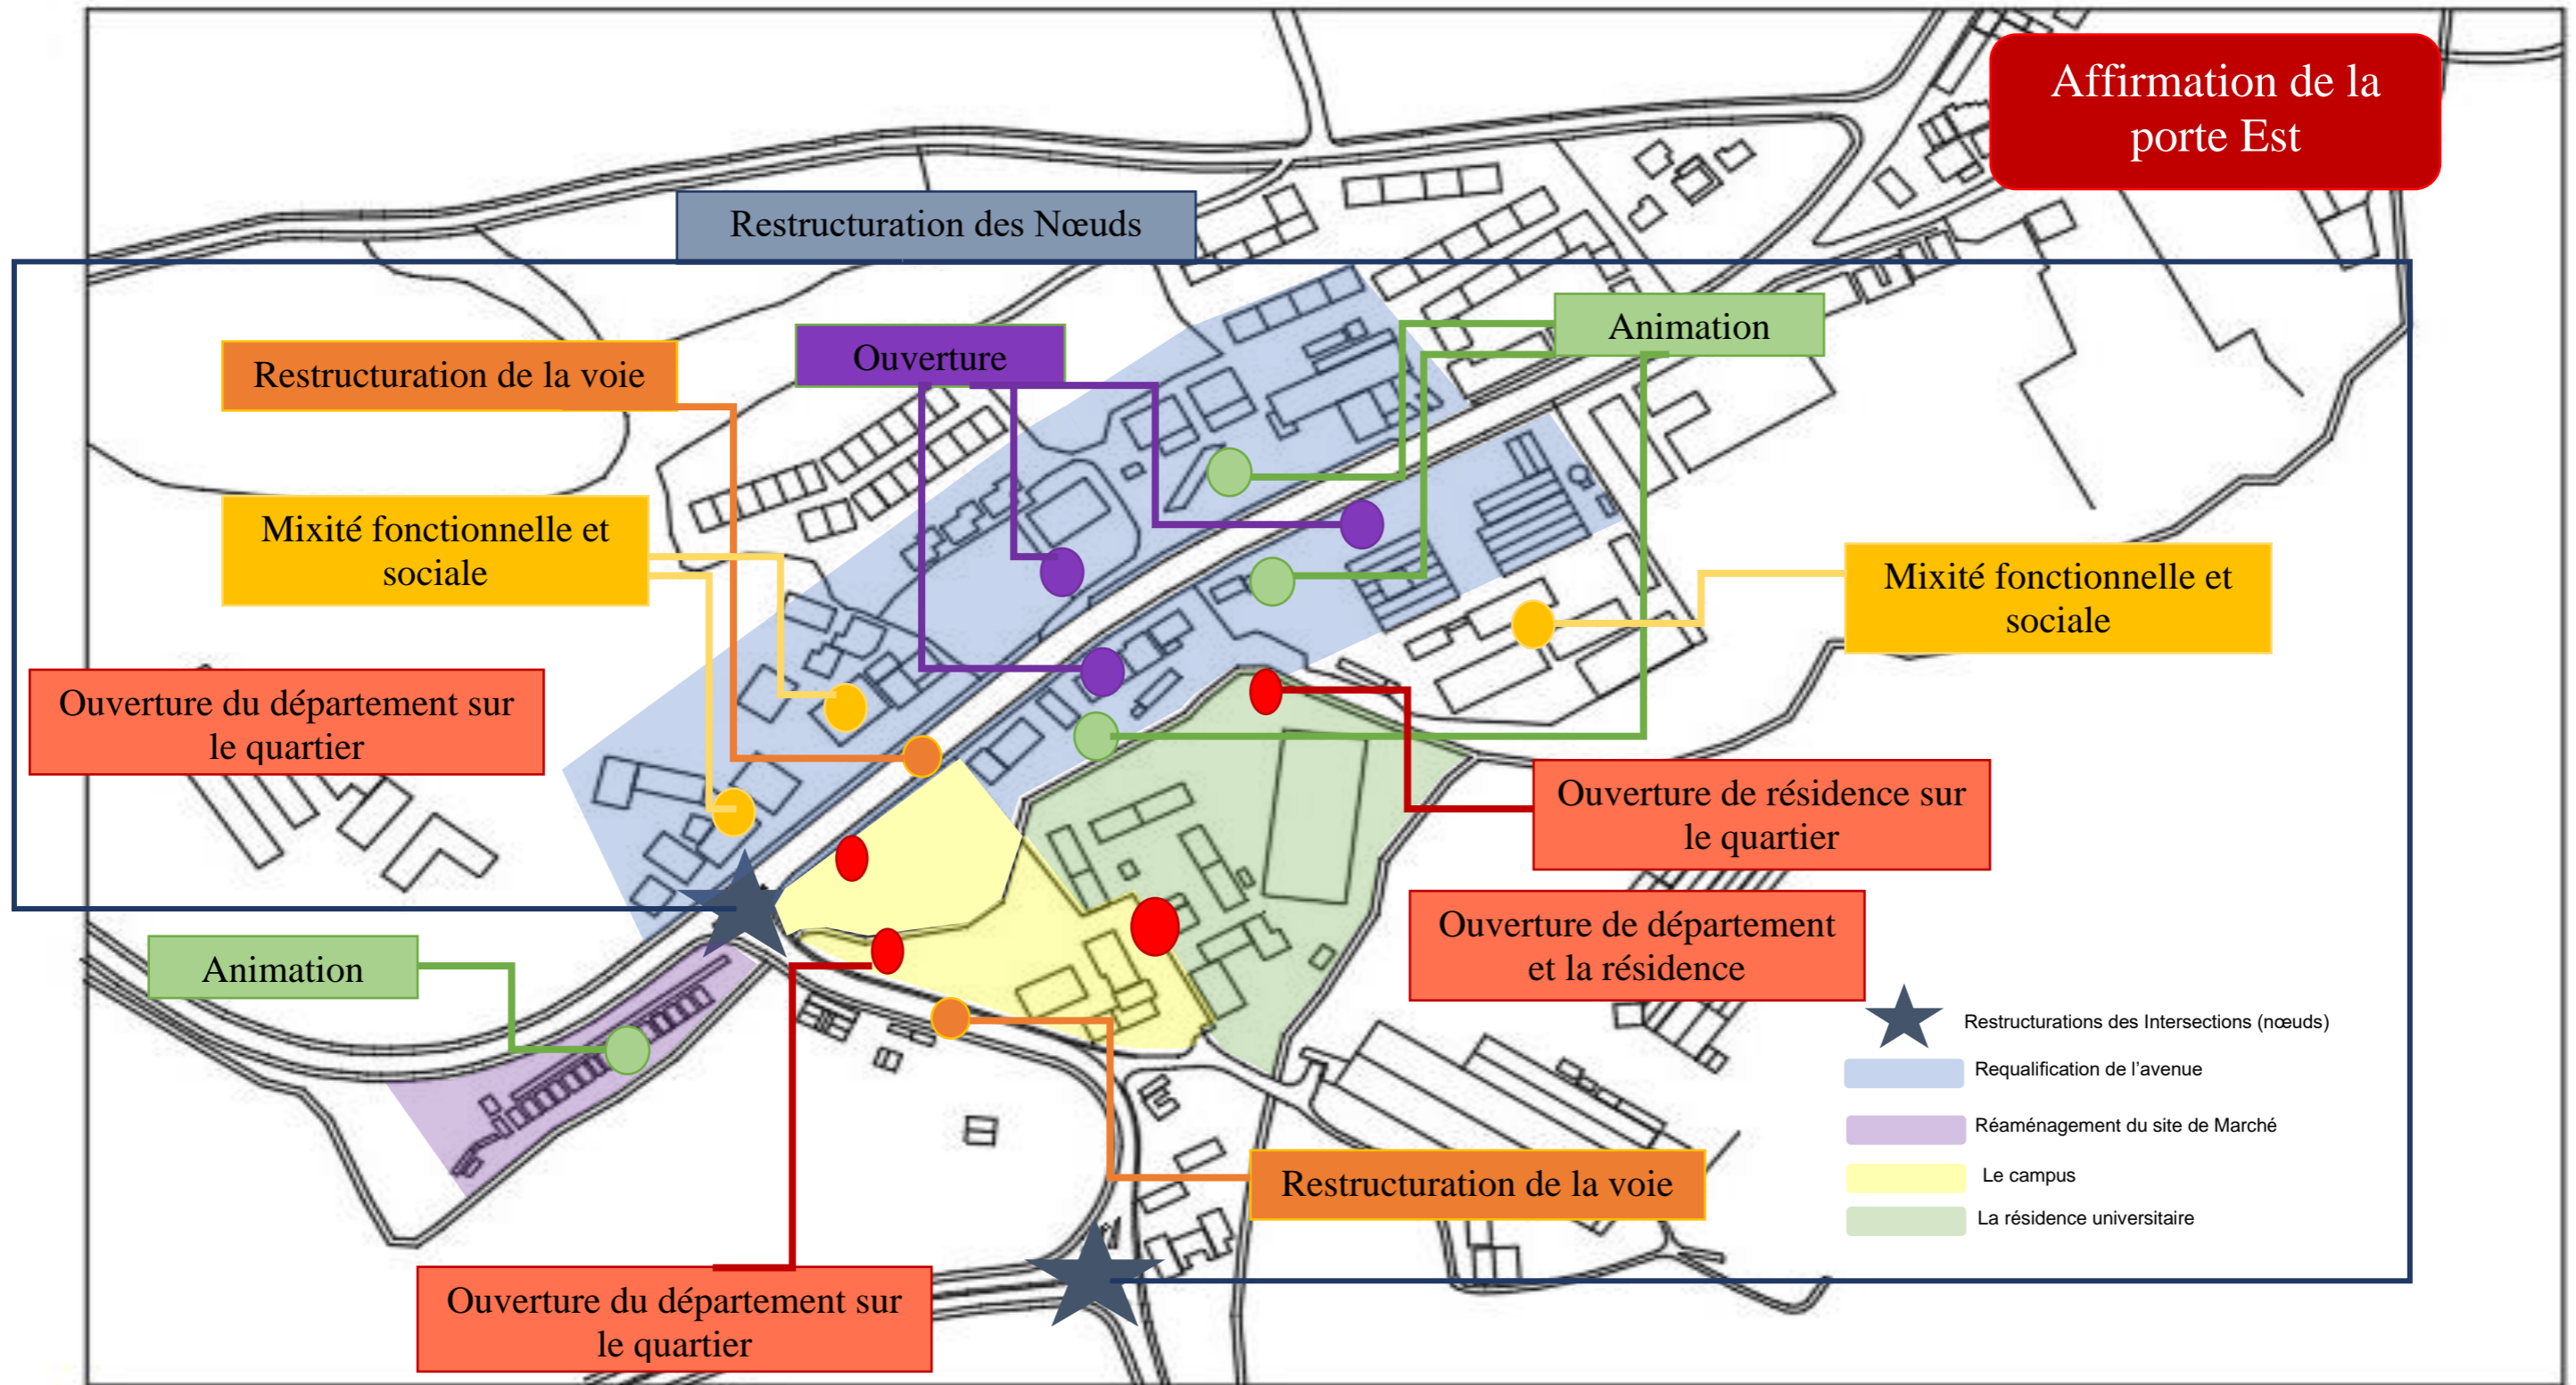 Affirmation de la
porte Est
Restructuration des Nœuds
Animation
Ouverture
Restructuration de la voie
Mixité fonctionnelle et
sociale
Mixité fonctionnelle et
sociale
Ouverture du département sur
le quartier
Ouverture de résidence sur
le quartier
Ouverture de département
et la résidence
Animation
Restructurations des Intersections (nœuds)
Requalification de l'avenue
Réaménagement du site de Marché
Le campus
La résidence universitaire
Restructuration de la voie
Ouverture du département sur
le quartier